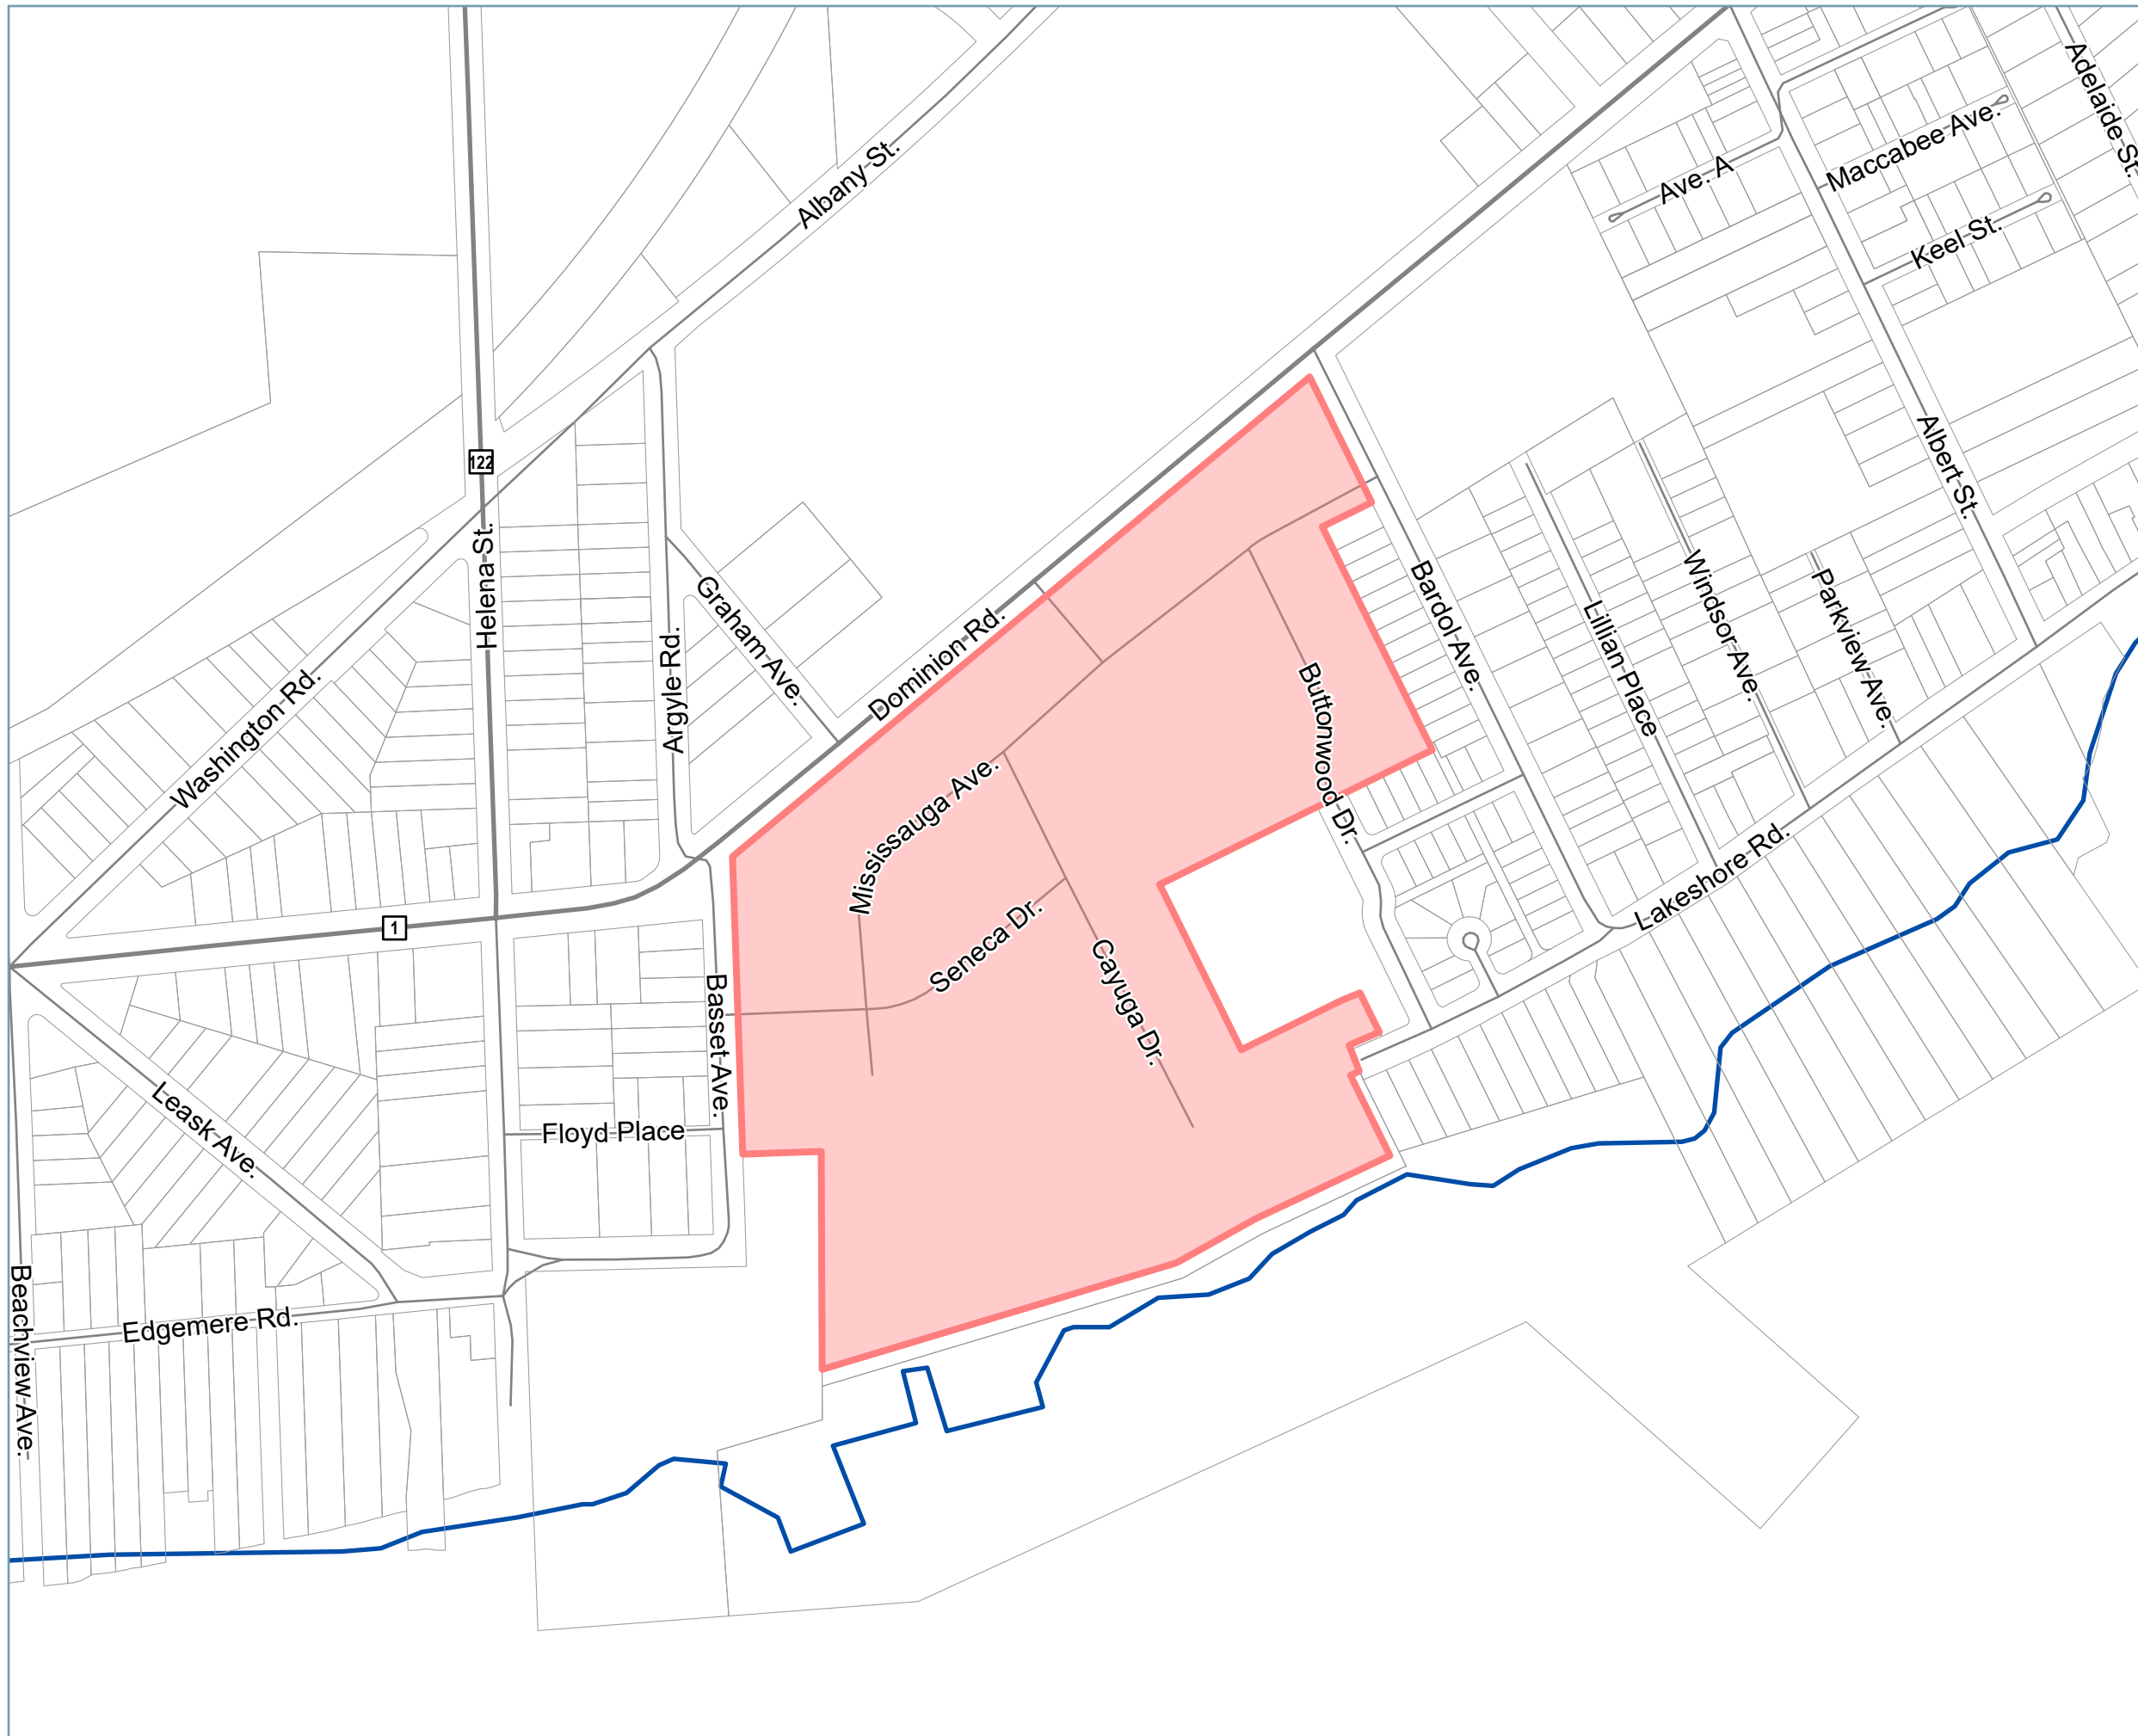 Adelaide St.
Maccabee Ave.
Albany St.
Ave. A
Keel St.
122
Albert St.
Helena St.
Graham Ave.
Bardol Ave.
Windsor Ave.
Parkview Ave.
Lillian Place
Dominion Rd.
Argyle Rd.
Washington Rd.
Buttonwood Dr.
Mississauga Ave.
Lakeshore Rd.
1
Seneca Dr.
Cayuga Dr.
Basset Ave.
Leask Ave.
Floyd Place
Beachview Ave.
Edgemere Rd.